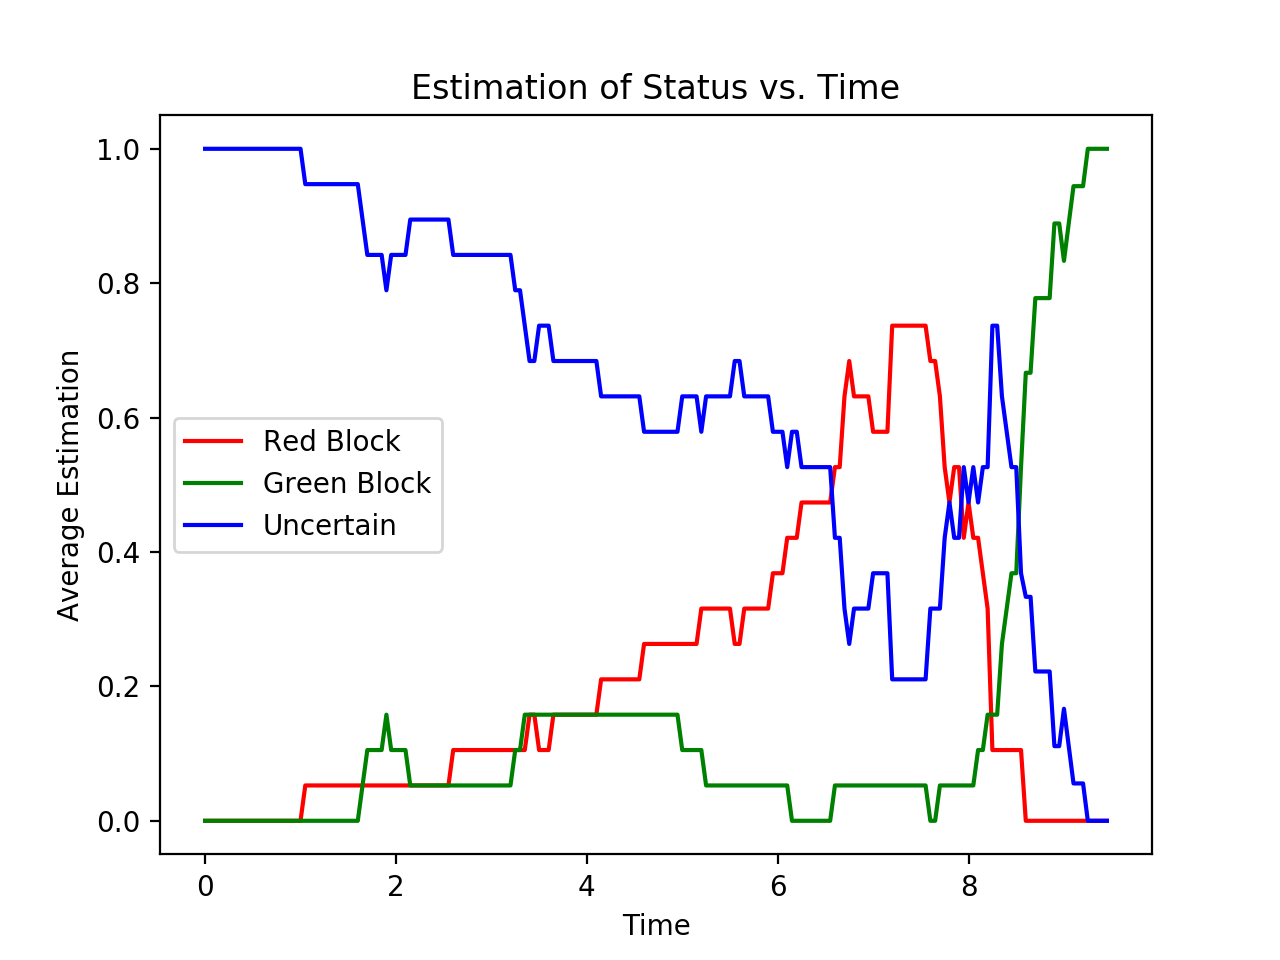 Estimation of Status vs. Time
1.0
0.8
0.6
0.4
0.2
0.0
Average Estimation
Red Block
Green Block
Uncertain
0 2 4 6 8
Time